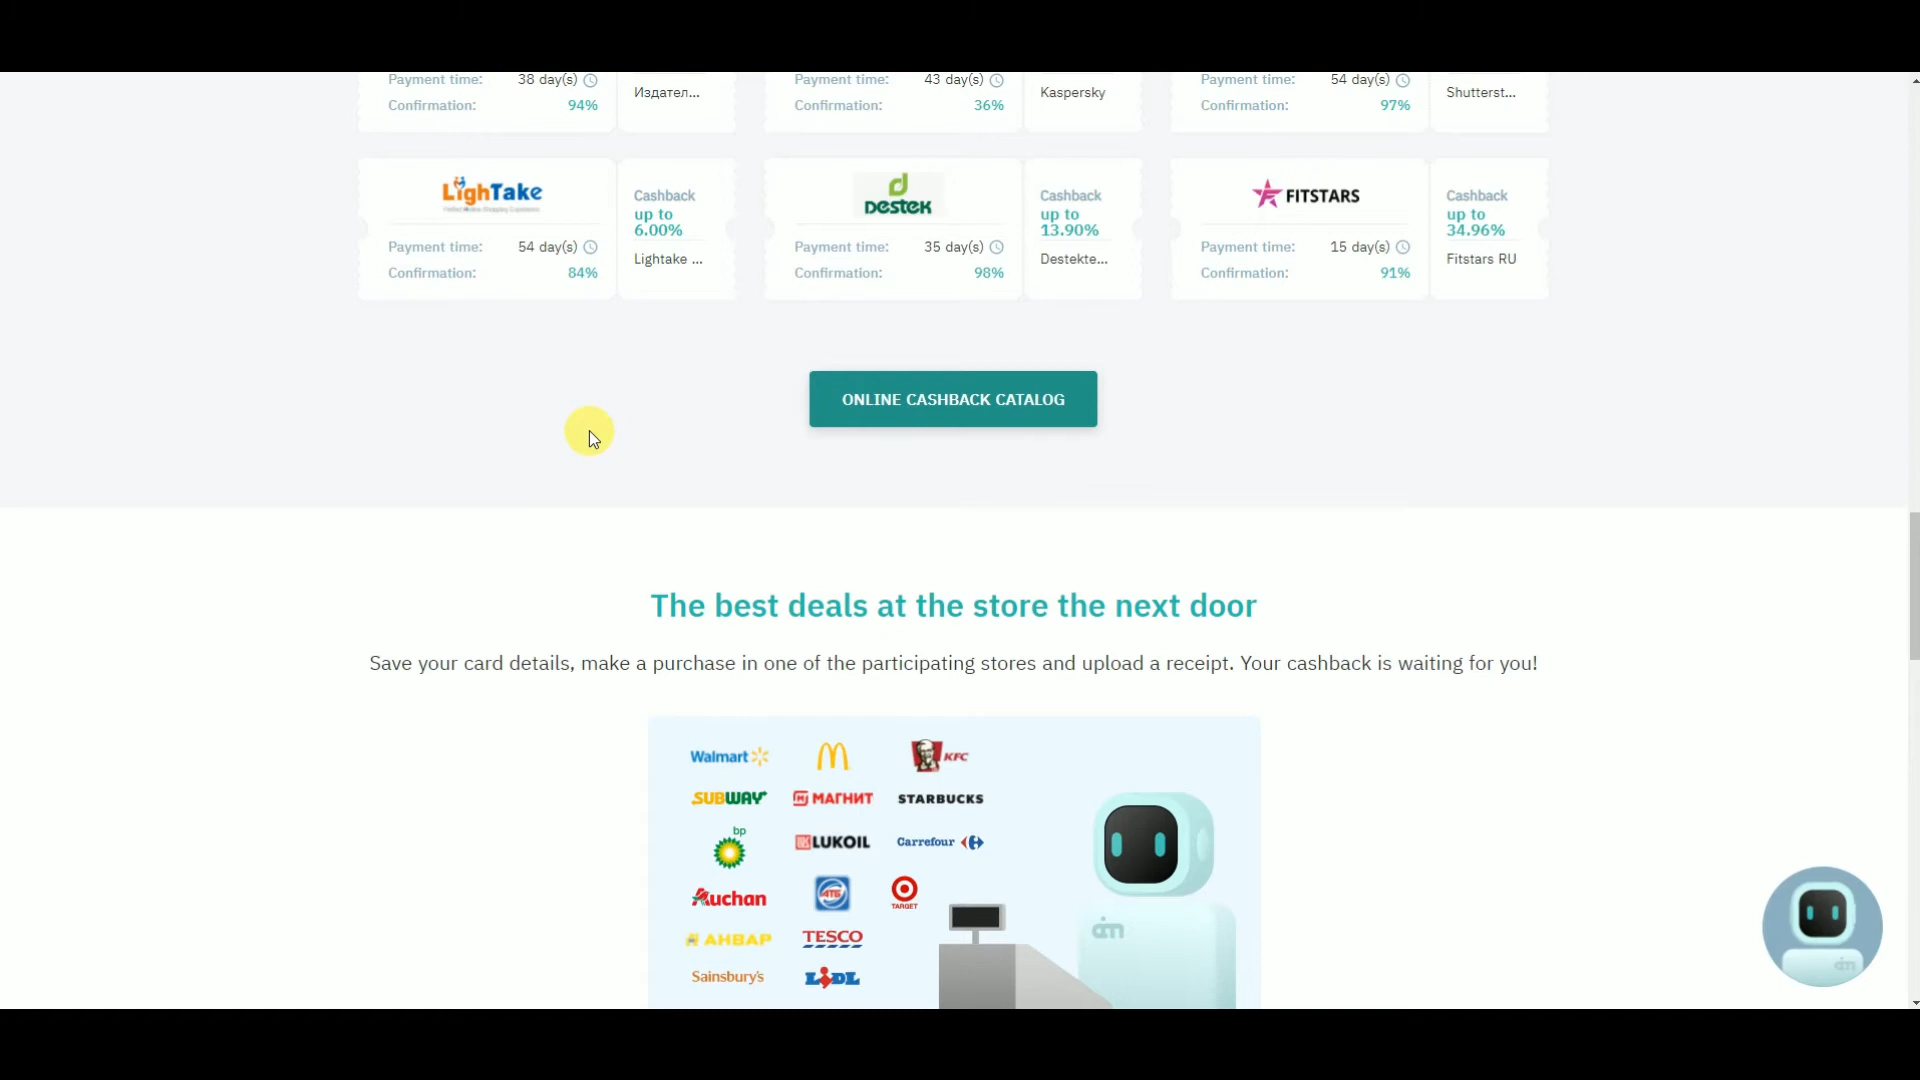 Payment time: 38 day(s)
Confirmation: 94%
Издател...
Payment time: 43 day(s)
Confirmation: 36%
Kaspersky
Payment time: 54 day(s)
Confirmation: 97%
Shutterst...
LighTake
Payment time: 54 day(s)
Confirmation: 84%
Cashback
up to
6.00%
Lightake ...
DESTEK
Payment time: 35 day(s)
Confirmation: 98%
Cashback
up to
13.90%
Destekte...
FITSTARS
Payment time: 15 day(s)
Confirmation: 91%
Cashback
up to
34.96%
Fitstars RU
ONLINE CASHBACK CATALOG
The best deals at the store the next door
Save your card details, make a purchase in one of the participating stores and upload a receipt. Your cashback is waiting for you!
Walmart
KFC
SUBWAY
МАГНИТ
STARBUCKS
bp
LUKOIL
Carrefour
Auchan
АТБ
TARGET
АНВАР
TESCO
Sainsbury's
LIDL